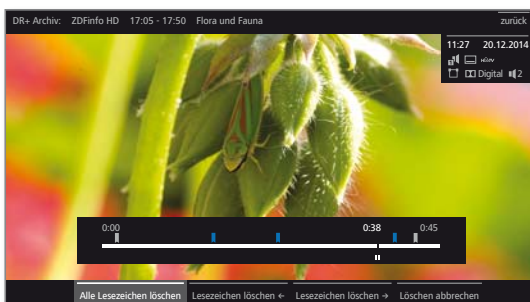 DR+ Archiv: ZDFinfo HD 17:05 - 17:50 Flora und Fauna zurück
11:27 20.12.2014
Digital 2
0:00 0:38 0:45
Alle Lesezeichen löschen Lesezeichen löschen ← Lesezeichen löschen → Löschen abbrechen